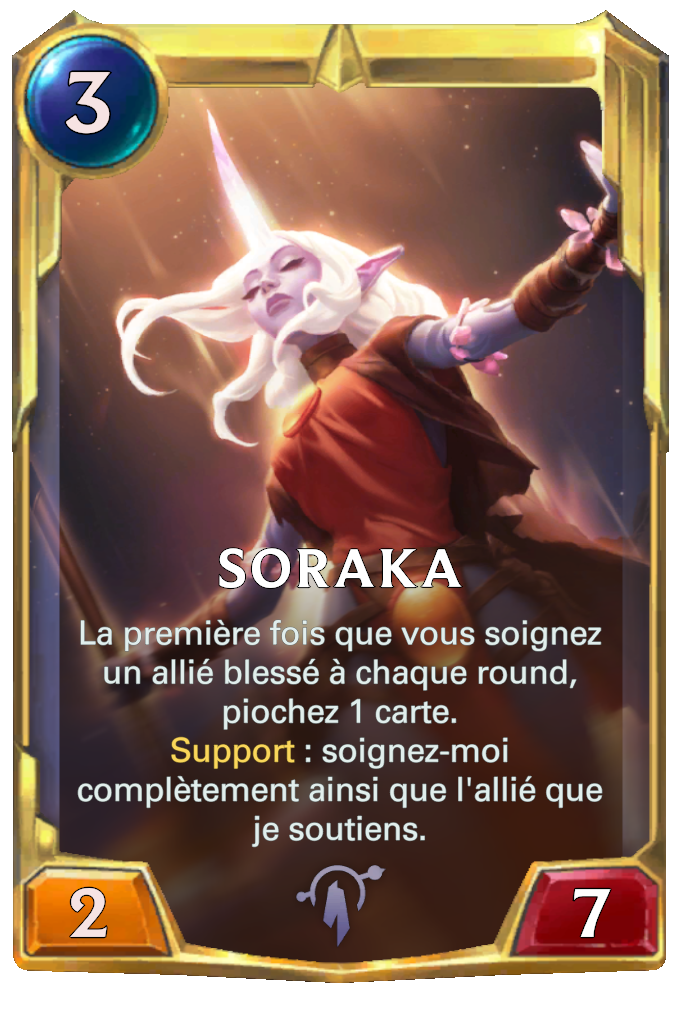 3
SORAKA
La première fois que vous soignez
un allié blessé à chaque round,
piochez 1 carte.
Support : soignez-moi
complètement ainsi que l'allié que
je soutiens.
2
7